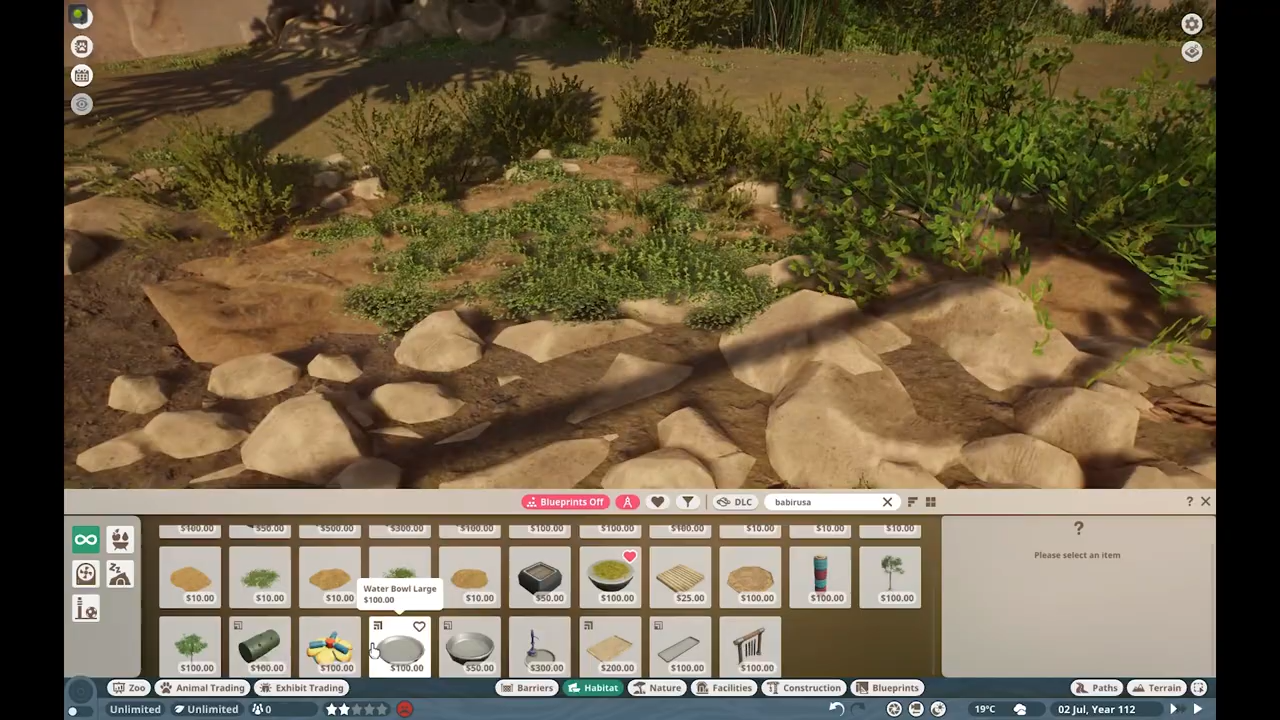 Blueprints Off
DLC
babirusa
?
$100.00 $50.00 $500.00 $300.00 $100.00 $100.00 $100.00 $100.00 $10.00 $10.00 $10.00
?
Please select an item
Water Bowl Large
$100.00
$10.00 $10.00 $10.00 $10.00 $50.00 $100.00 $25.00 $100.00 $100.00 $100.00
$100.00 $100.00 $100.00 $100.00 $50.00 $300.00 $200.00 $100.00 $100.00
Zoo Animal Trading Exhibit Trading Barriers Habitat Nature Facilities Construction Blueprints Paths Terrain
Unlimited Unlimited 0 19°C 02 Jul, Year 112